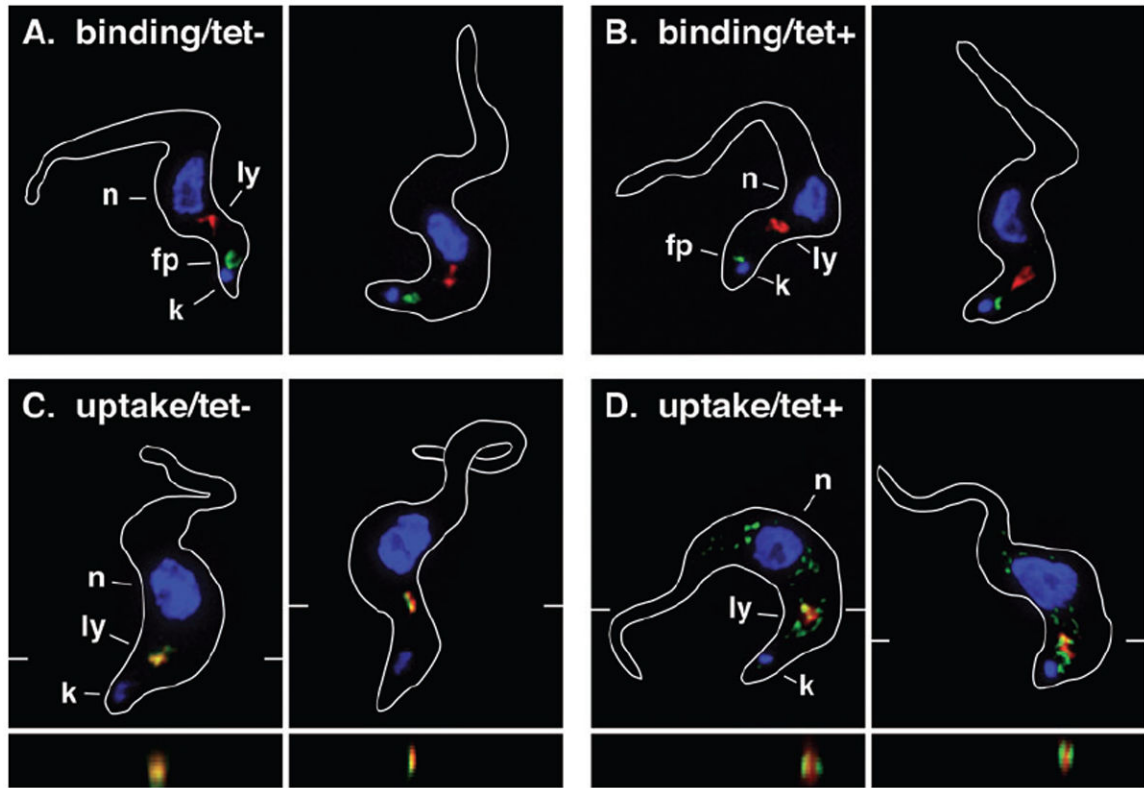 A. binding/tet-
n
ly
fp
k
B. binding/tet+
n
fp
ly
k
C. uptake/tet-
n
ly
k
D. uptake/tet+
n
ly
k